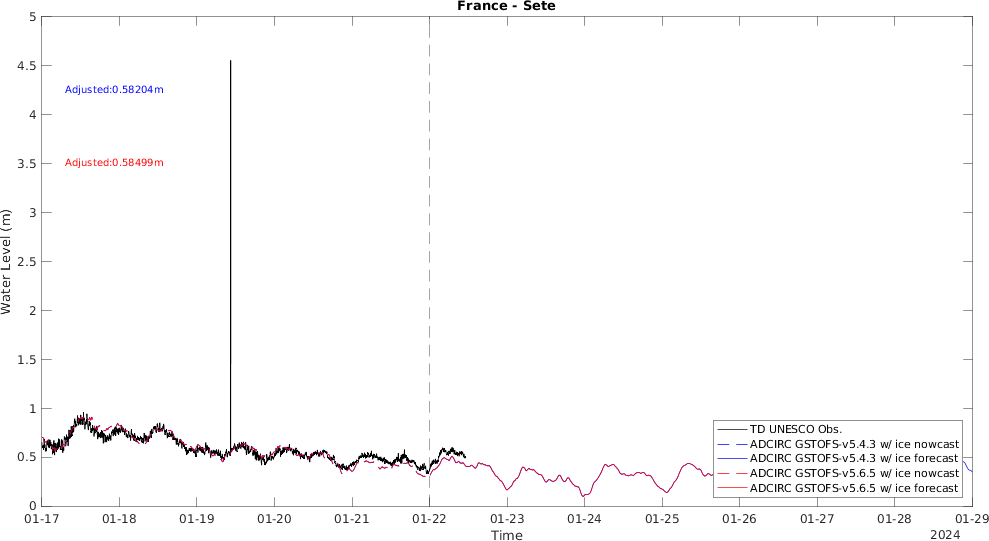 France - Sete
5
4.5
4
3.5
3
2.5
2
1.5
1
0.5
0
Water Level (m)
Adjusted:0.58204m
Adjusted:0.58499m
TD UNESCO Obs.
ADCIRC GSTOFS-v5.4.3 w/ ice nowcast
ADCIRC GSTOFS-v5.4.3 w/ ice forecast
ADCIRC GSTOFS-v5.6.5 w/ ice nowcast
ADCIRC GSTOFS-v5.6.5 w/ ice forecast
01-17 01-18 01-19 01-20 01-21 01-22 01-23 01-24 01-25 01-26 01-27 01-28 01-29
Time
2024